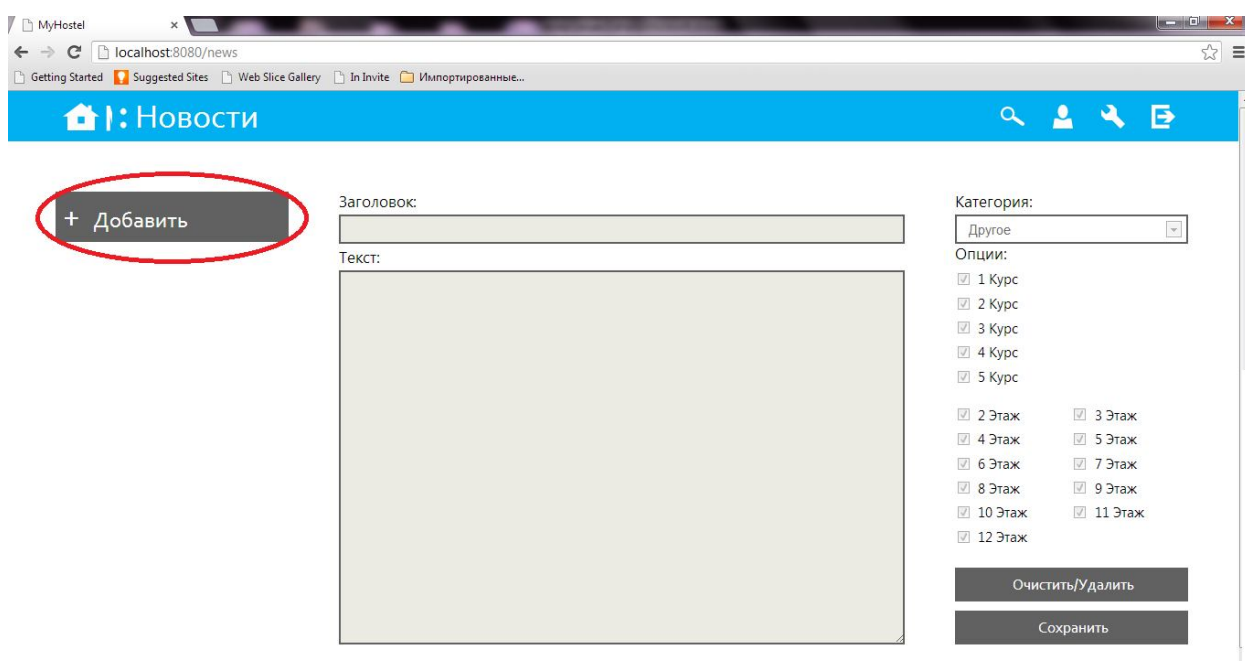 MyHostel
localhost:8080/news
Getting Started Suggested Sites Web Slice Gallery In Invite Импортированные...
Новости
+ Добавить
Заголовок:
Текст:
Категория:
Другое
Опции:
1 Курс
2 Курс
3 Курс
4 Курс
5 Курс
2 Этаж 3 Этаж
4 Этаж 5 Этаж
6 Этаж 7 Этаж
8 Этаж 9 Этаж
10 Этаж 11 Этаж
12 Этаж
Очистить/Удалить
Сохранить